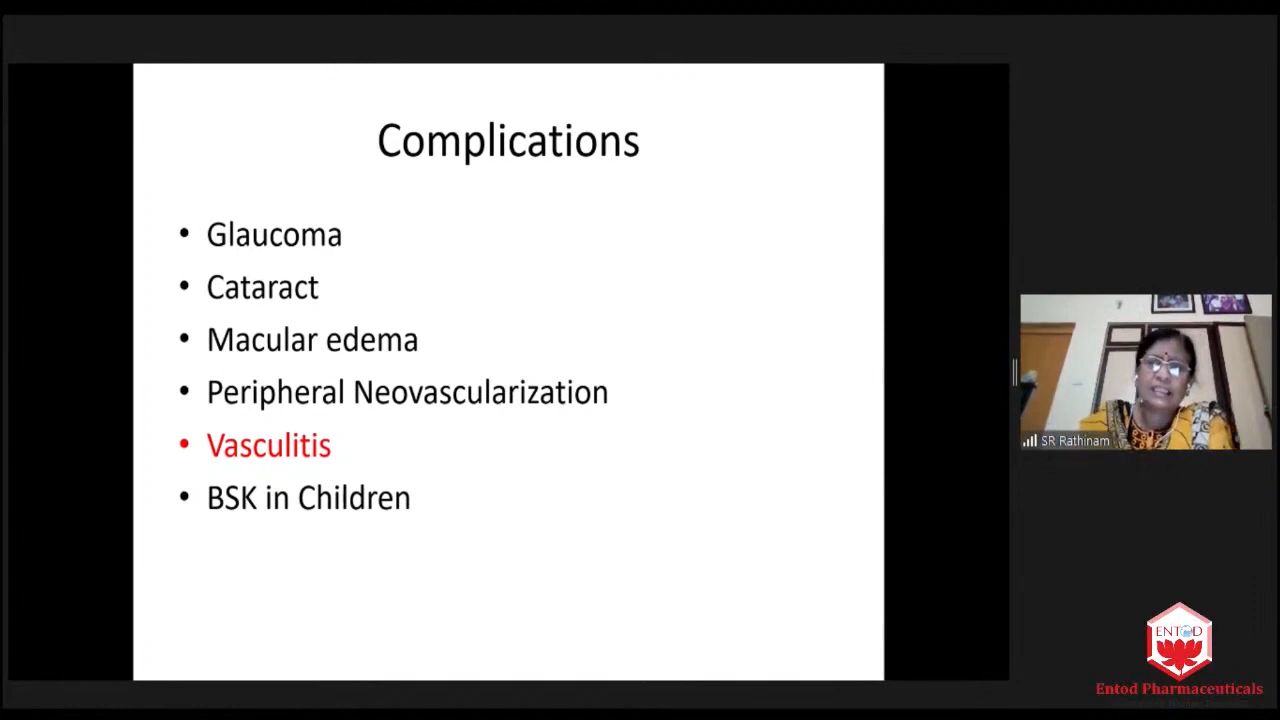 Complications
• Glaucoma
• Cataract
• Macular edema
• Peripheral Neovascularization
• Vasculitis
• BSK in Children
SR Rathinam
ENTOD
Entod Pharmaceuticals